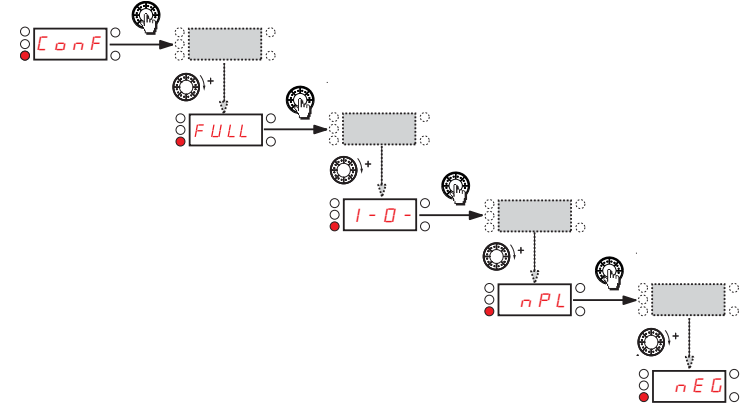 ConF
+
FULL
+
I-O-
+
nPL
+
nEG